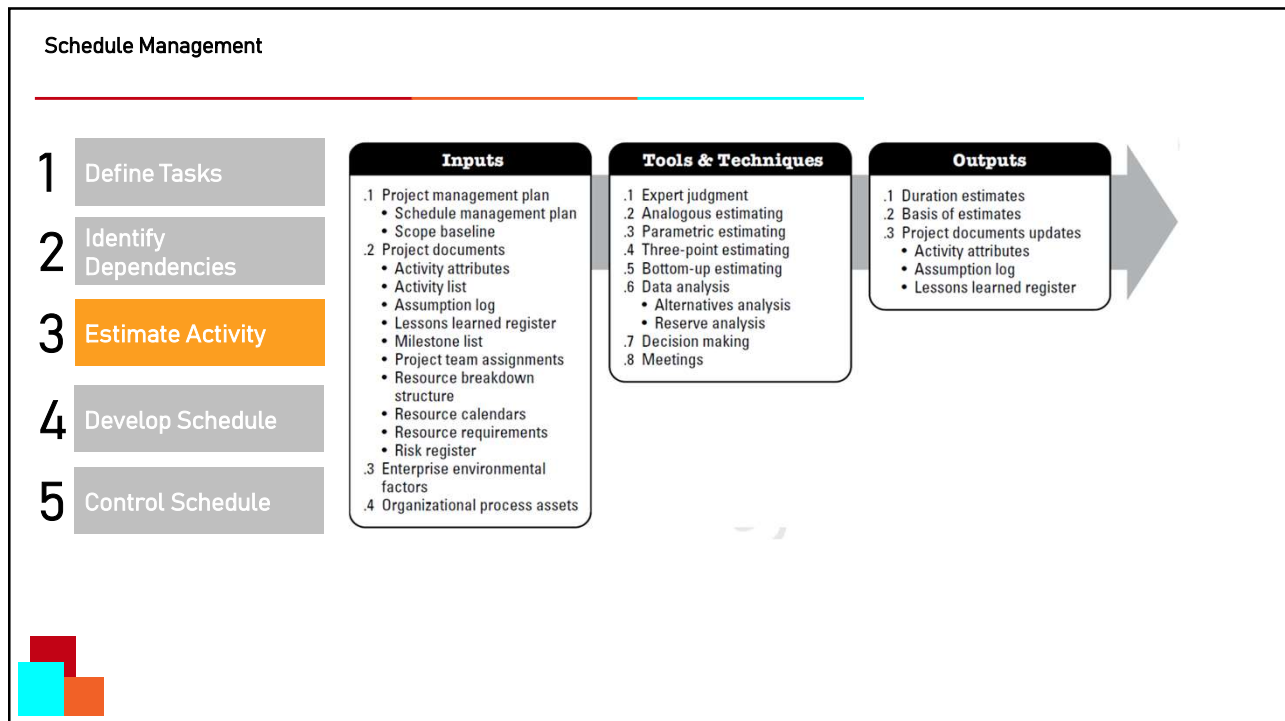 Schedule Management
1 Define Tasks
2 Identify
Dependencies
3 Estimate Activity
4 Develop Schedule
5 Control Schedule
Inputs
.1 Project management plan
• Schedule management plan
• Scope baseline
.2 Project documents
• Activity attributes
• Activity list
• Assumption log
• Lessons learned register
• Milestone list
• Project team assignments
• Resource breakdown
structure
• Resource calendars
• Resource requirements
• Risk register
.3 Enterprise environmental
factors
.4 Organizational process assets
Tools & Techniques
.1 Expert judgment
.2 Analogous estimating
.3 Parametric estimating
.4 Three-point estimating
.5 Bottom-up estimating
.6 Data analysis
• Alternatives analysis
• Reserve analysis
.7 Decision making
.8 Meetings
Outputs
.1 Duration estimates
.2 Basis of estimates
.3 Project documents updates
• Activity attributes
• Assumption log
• Lessons learned register